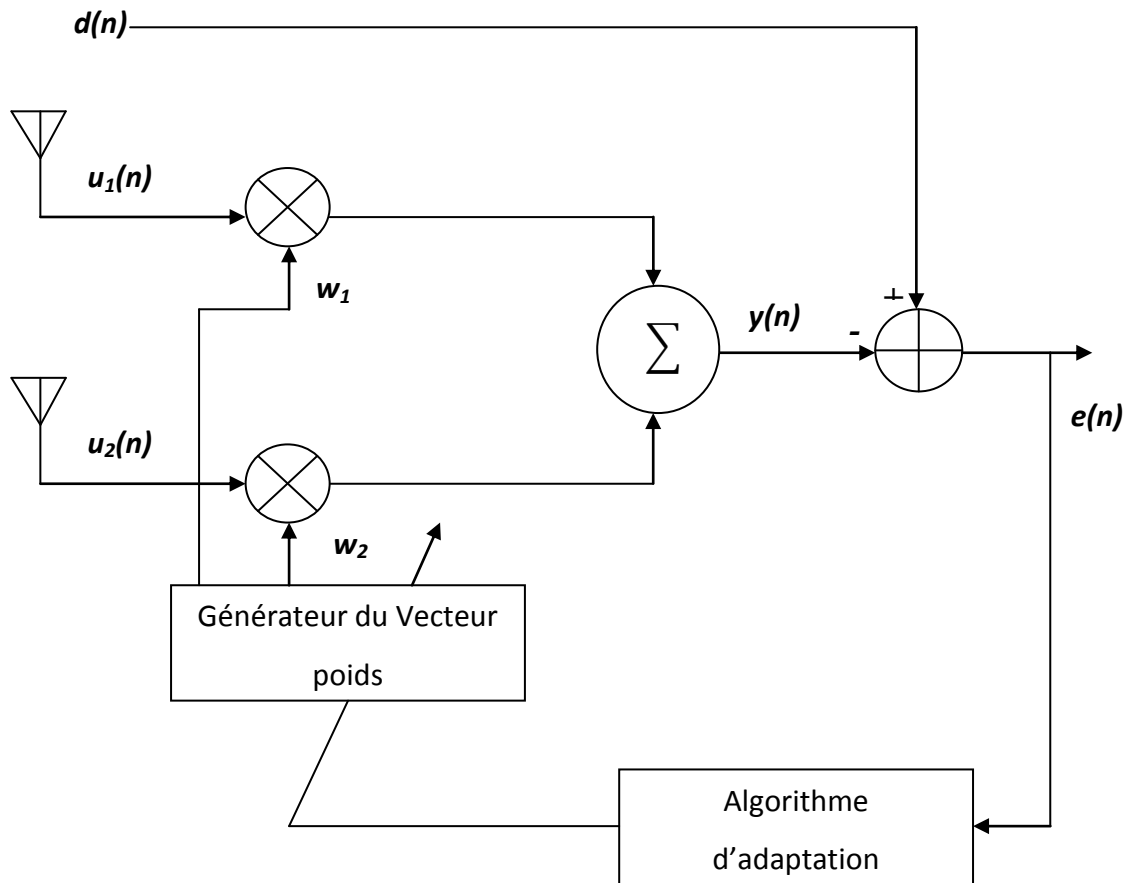 d(n)
u₁(n)
w₁
+
y(n)
-
∑
e(n)
u₂(n)
w₂
Générateur du Vecteur
poids
Algorithme
d’adaptation